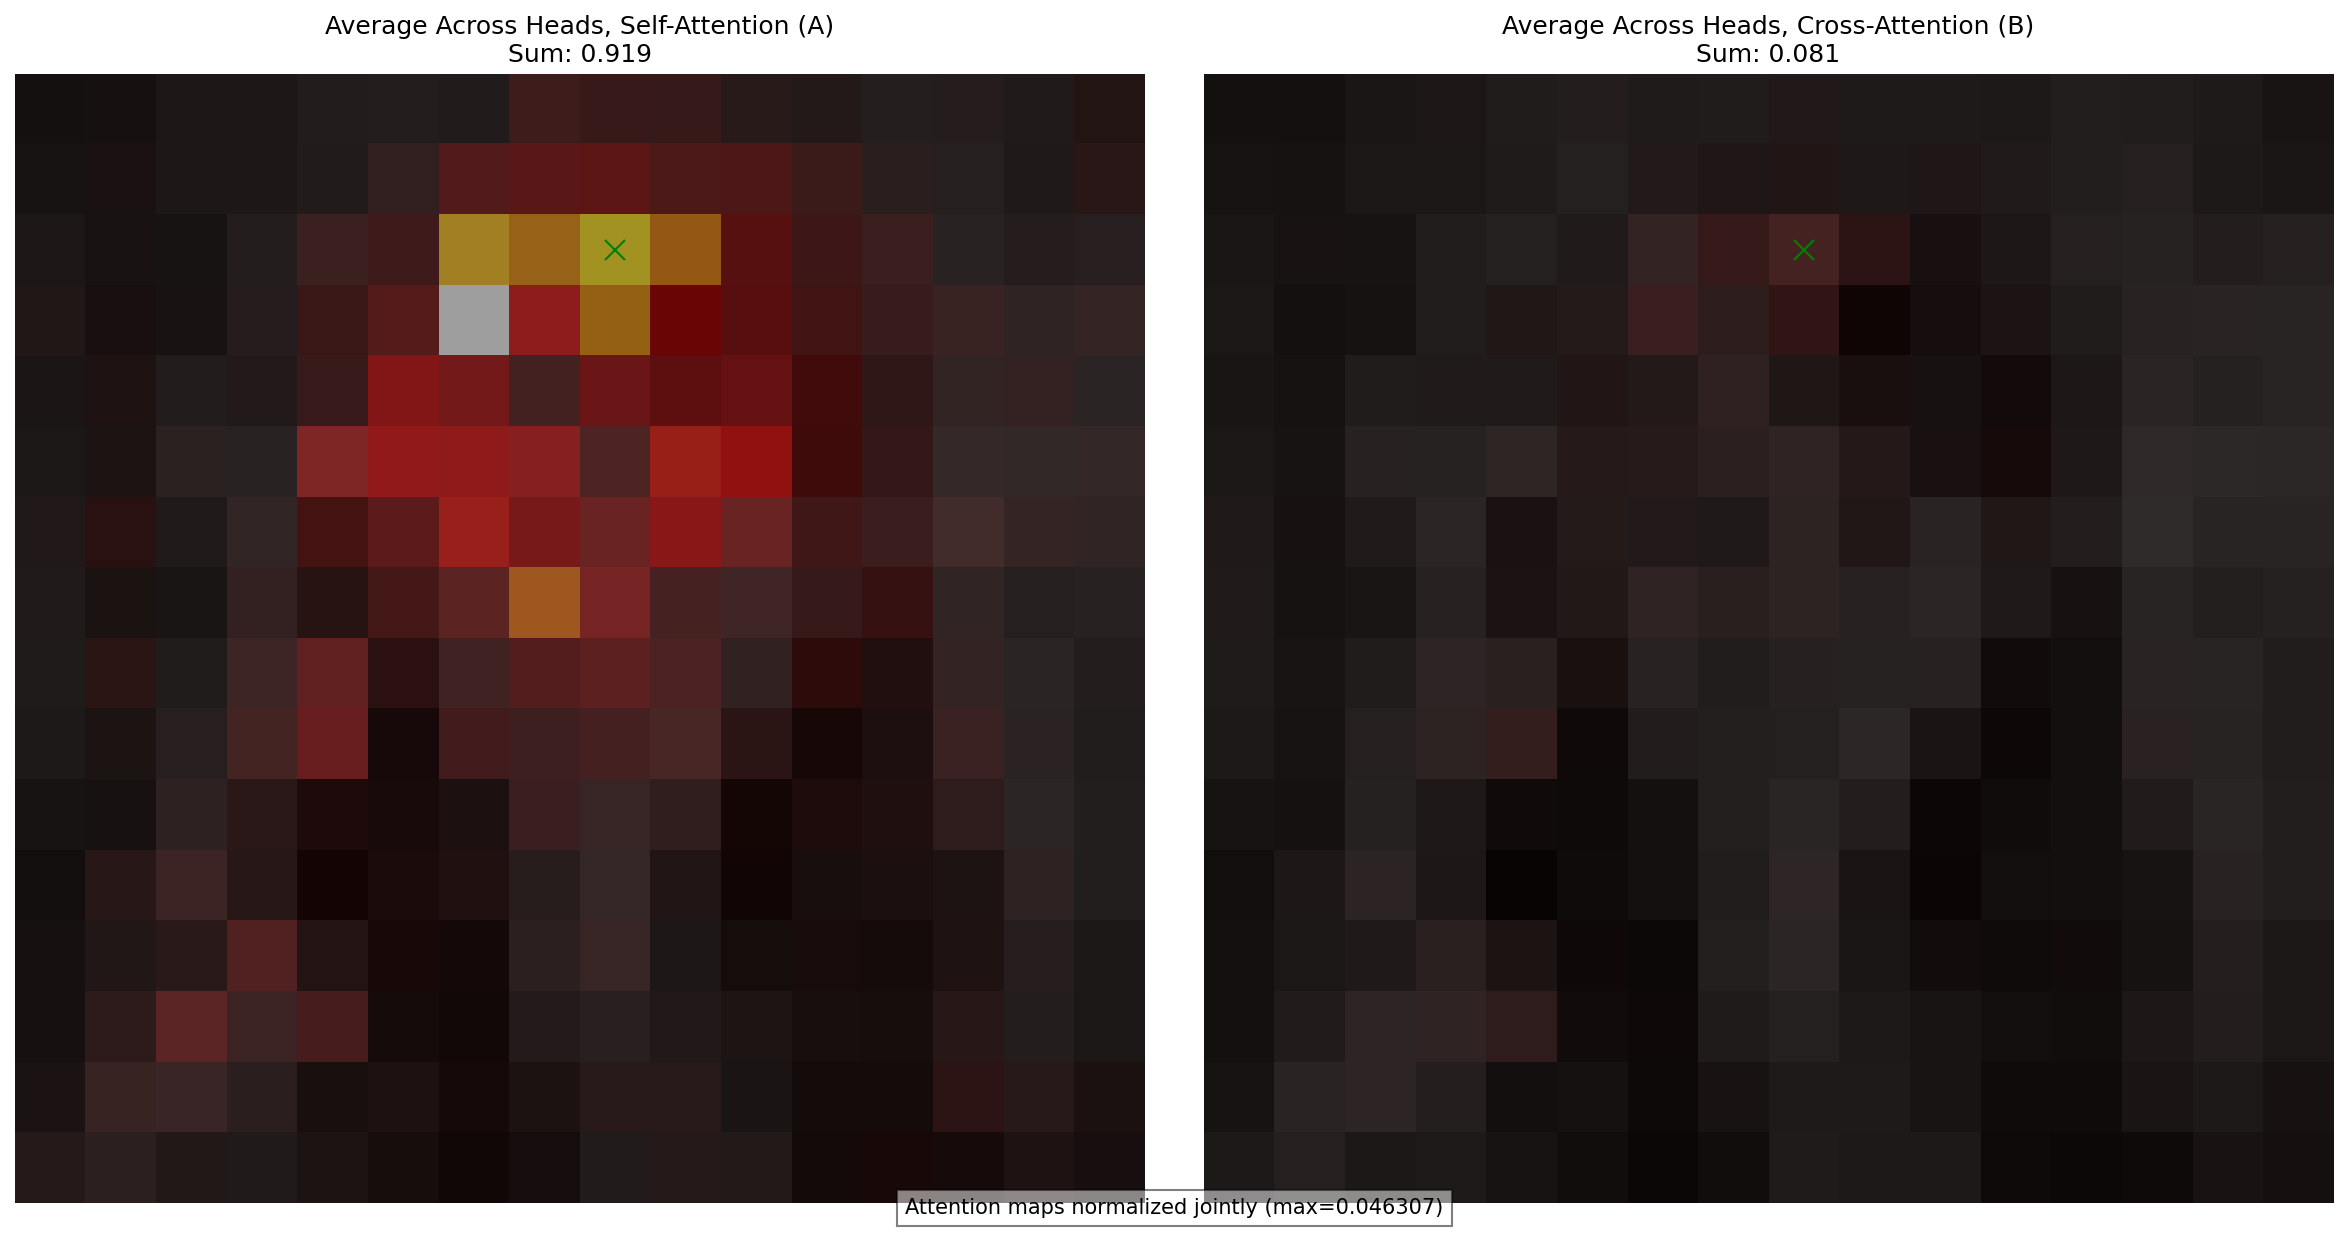 Average Across Heads, Self-Attention (A)
Sum: 0.919
Average Across Heads, Cross-Attention (B)
Sum: 0.081
Attention maps normalized jointly (max=0.046307)